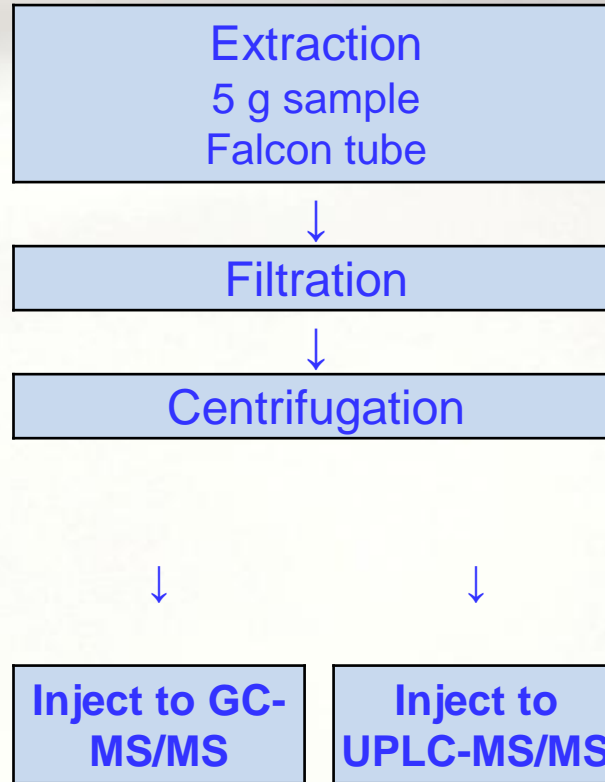 Extraction
5 g sample
Falcon tube
↓
Filtration
↓
Centrifugation
↓ ↓
Inject to GC-
MS/MS
Inject to
UPLC-MS/MS